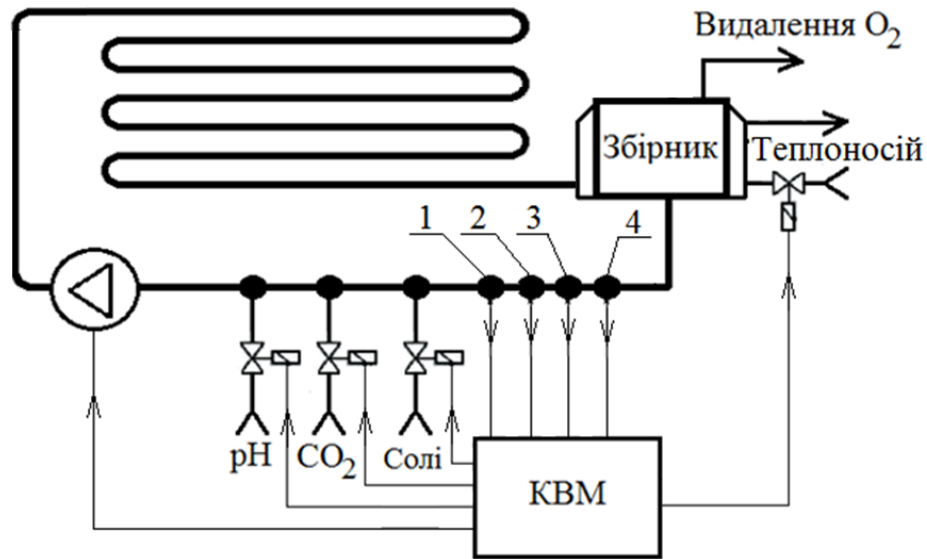 Видалення O2
Збірник
Теплоносій
1
2
3
4
pH
CO2
Солі
КВМ